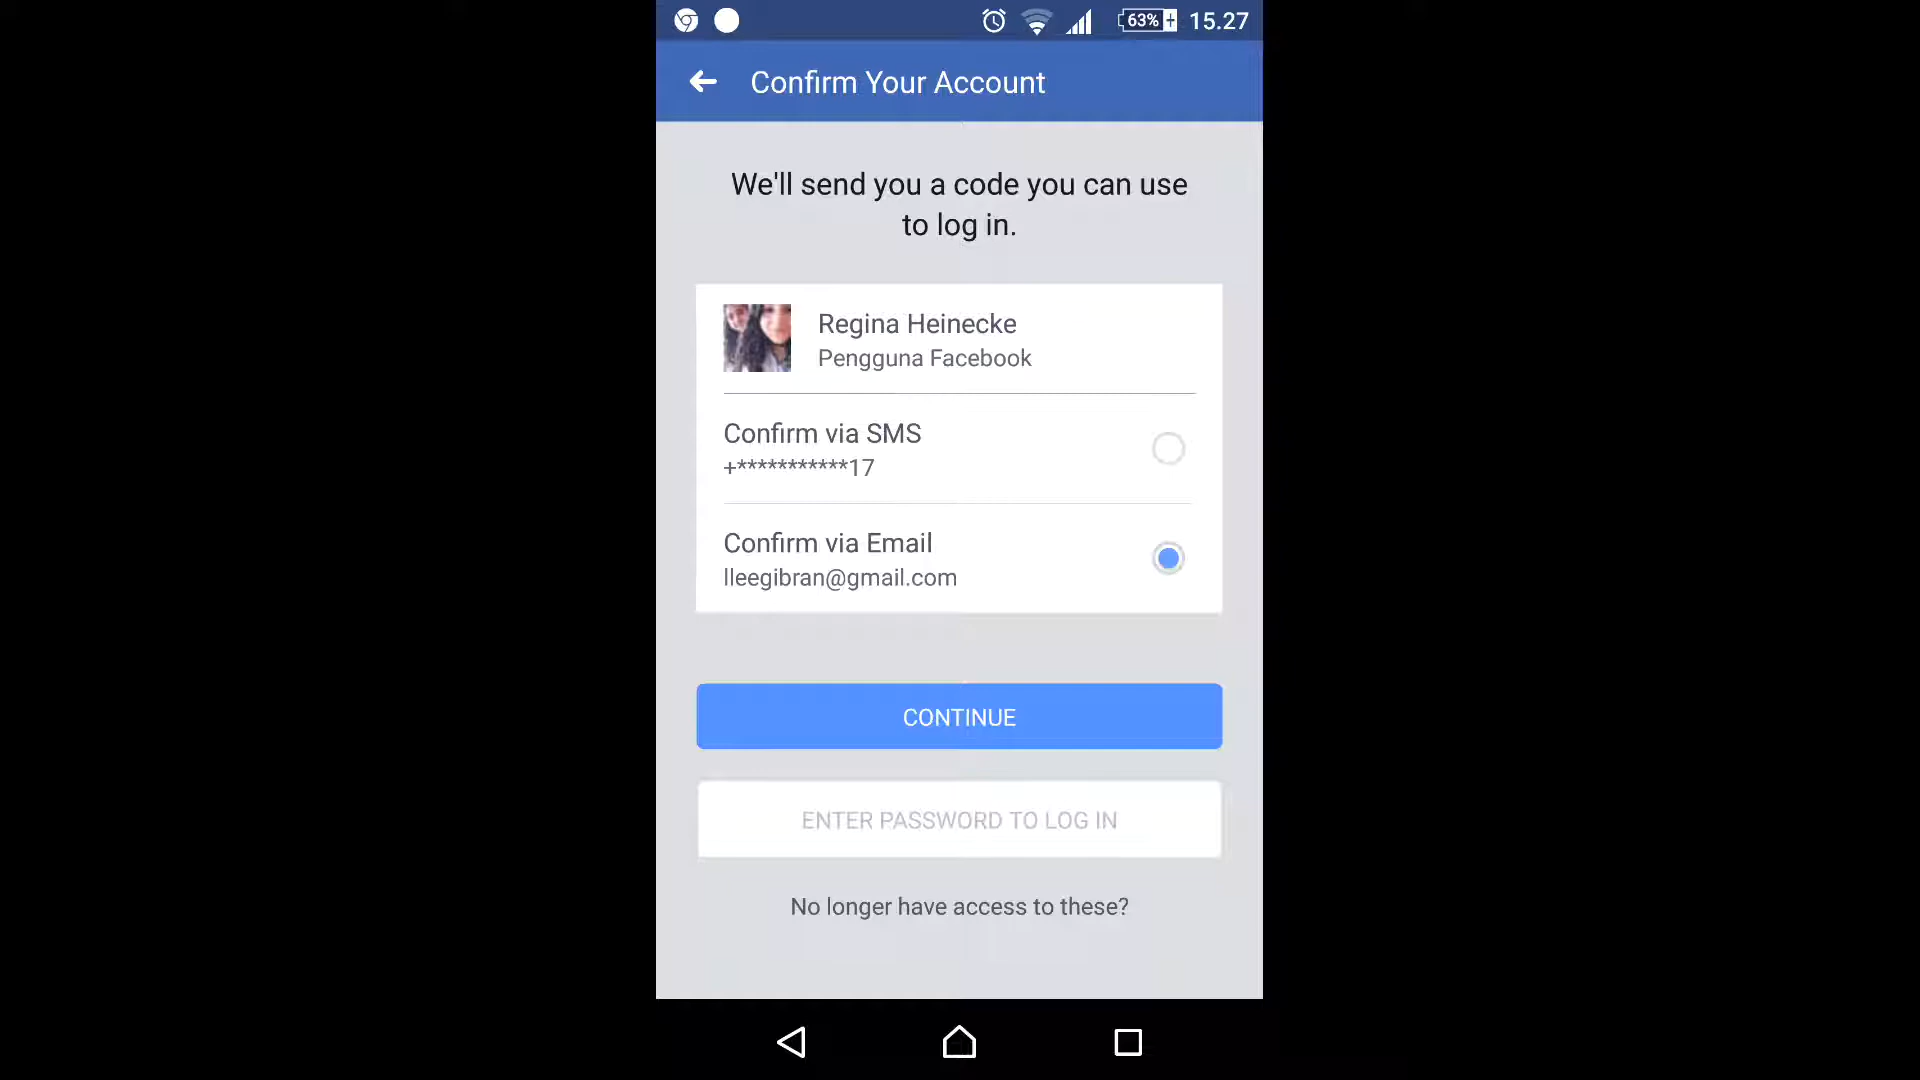 63% 15.27
Confirm Your Account
We'll send you a code you can use
to log in.
Regina Heinecke
Pengguna Facebook
Confirm via SMS
+***********17
Confirm via Email
lleegibran@gmail.com
CONTINUE
ENTER PASSWORD TO LOG IN
No longer have access to these?